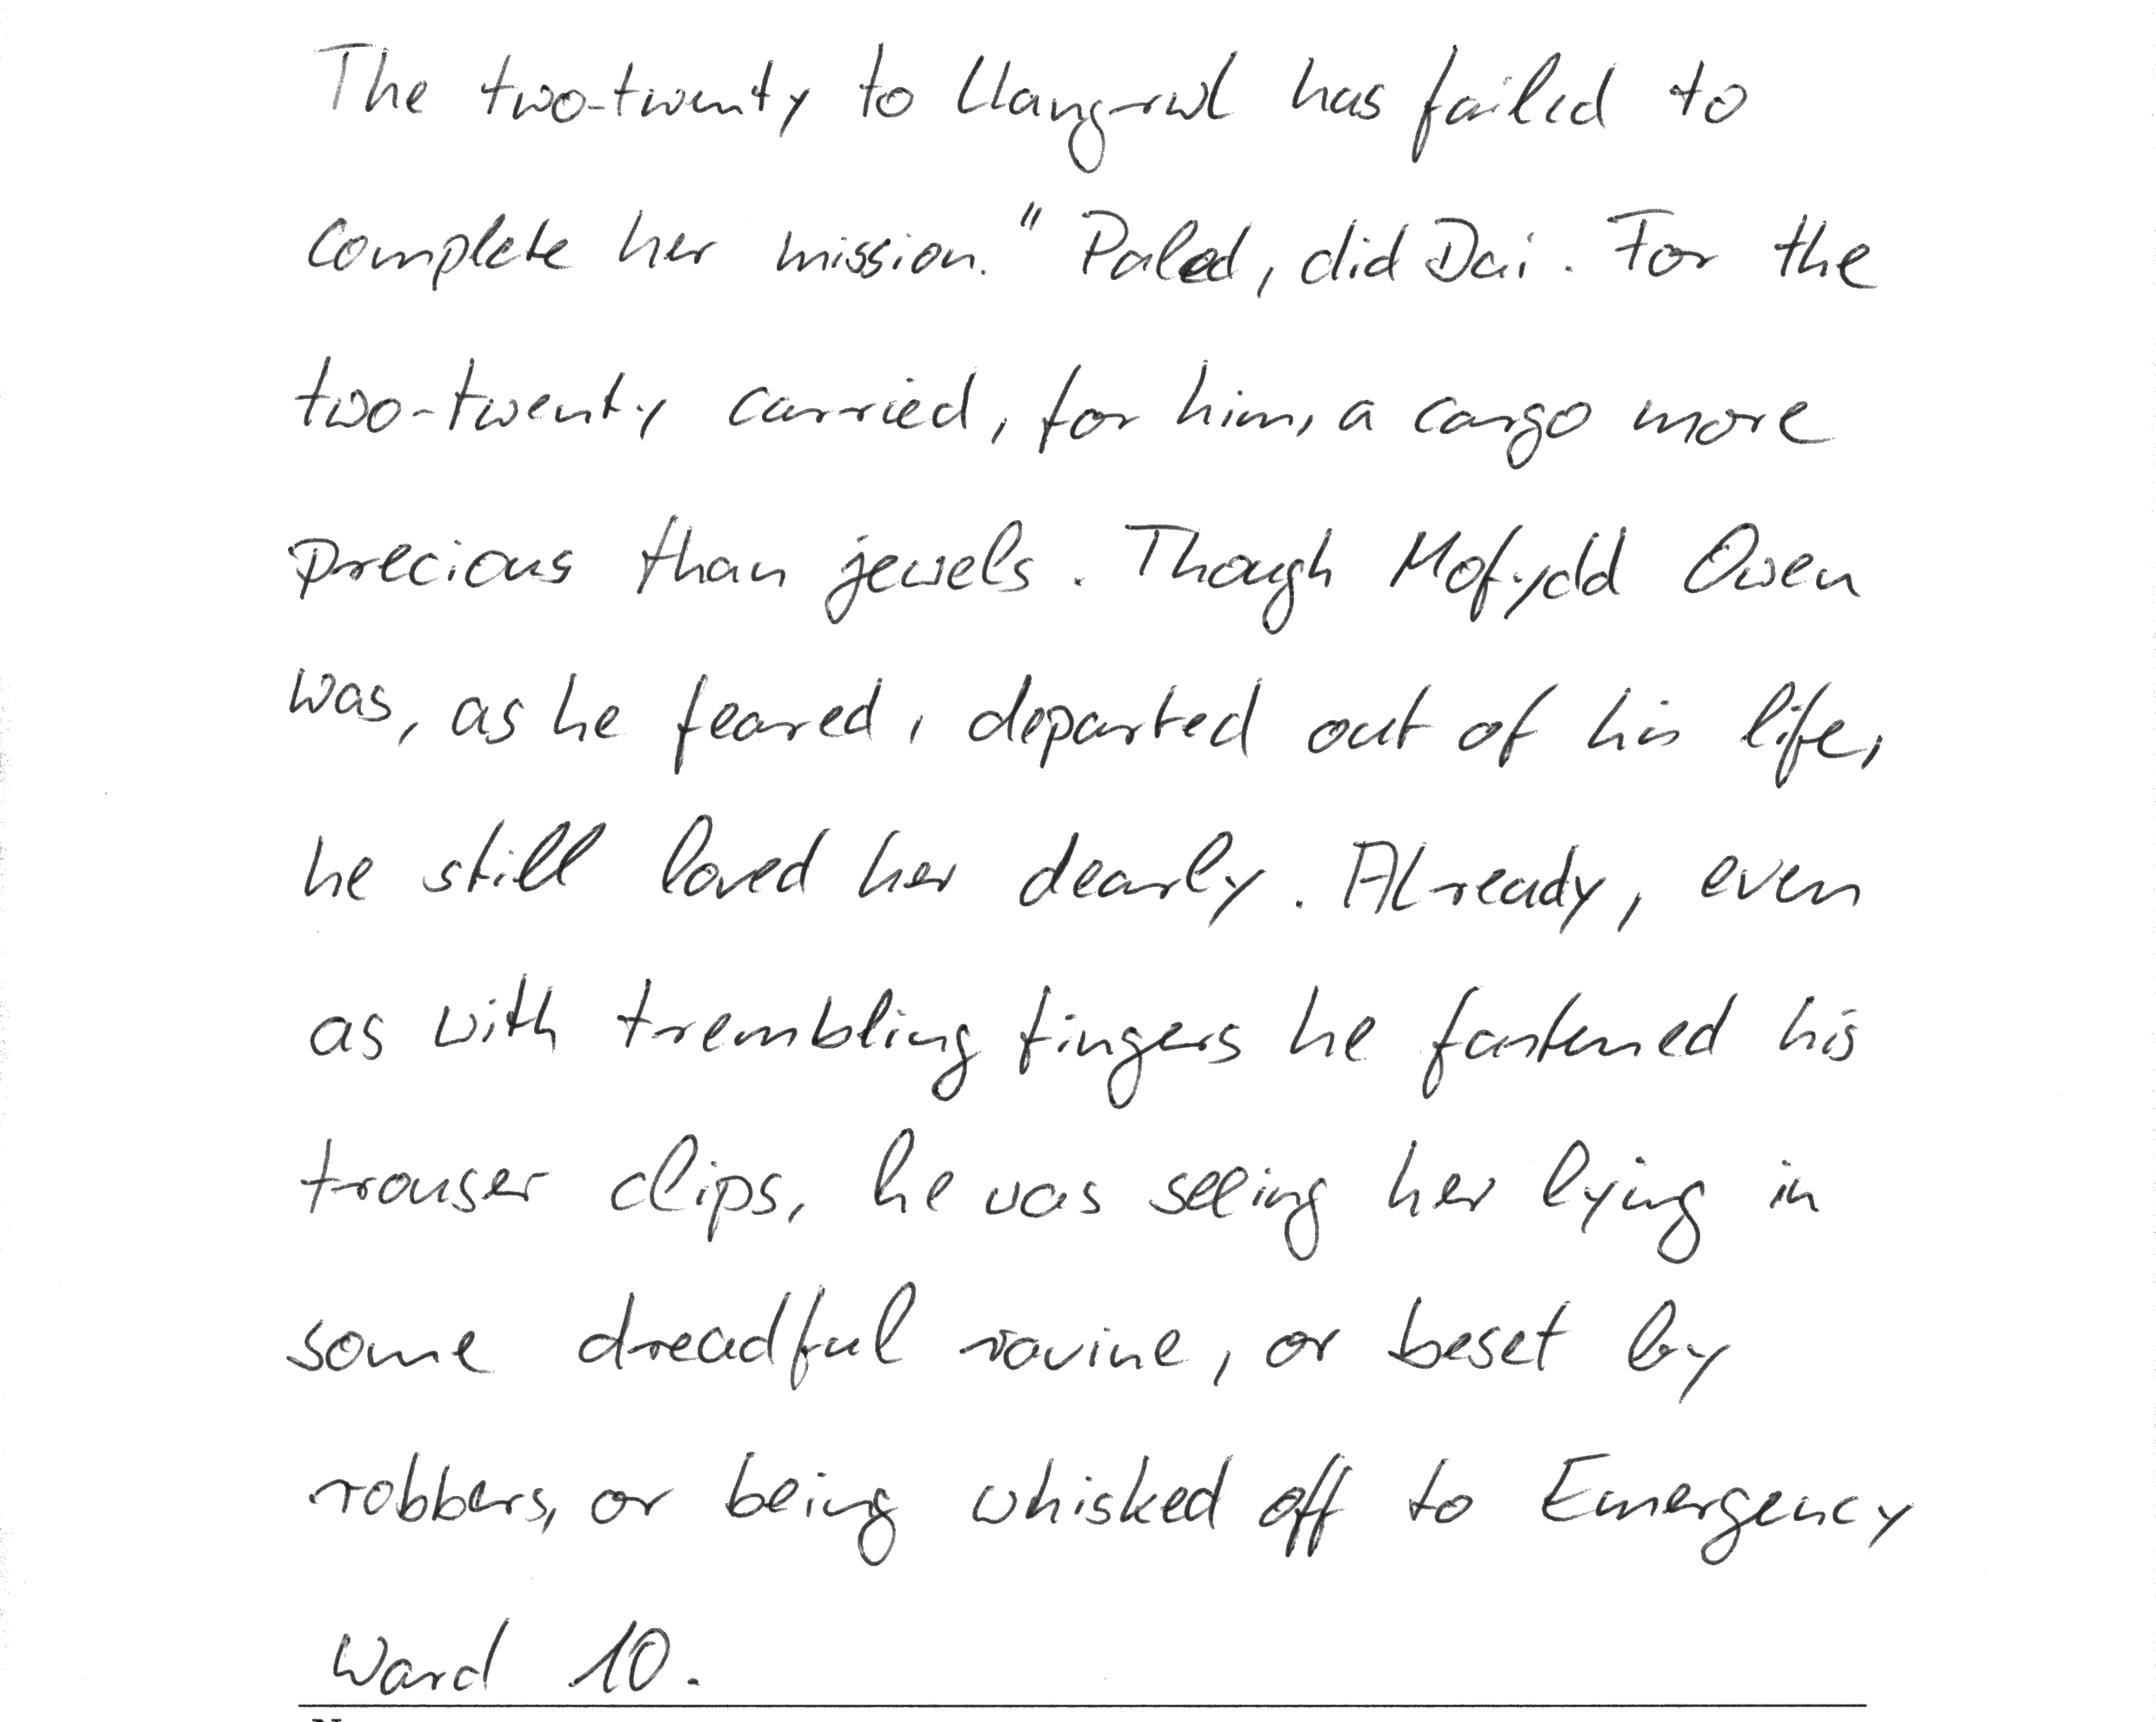 The two-twenty to Llangrwl has failed to
complete her mission." Paled, did Dai. For the
two-twenty carried, for him, a cargo more
precious than jewels. Though Mofydd Owen
was, as he feared, departed out of his life,
he still loved her dearly. Already, even
as with trembling fingers he fastened his
trouser clips, he was seeing her lying in
some dreadful ravine, or beset by
robbers, or being whisked off to Emergency
Ward 10.